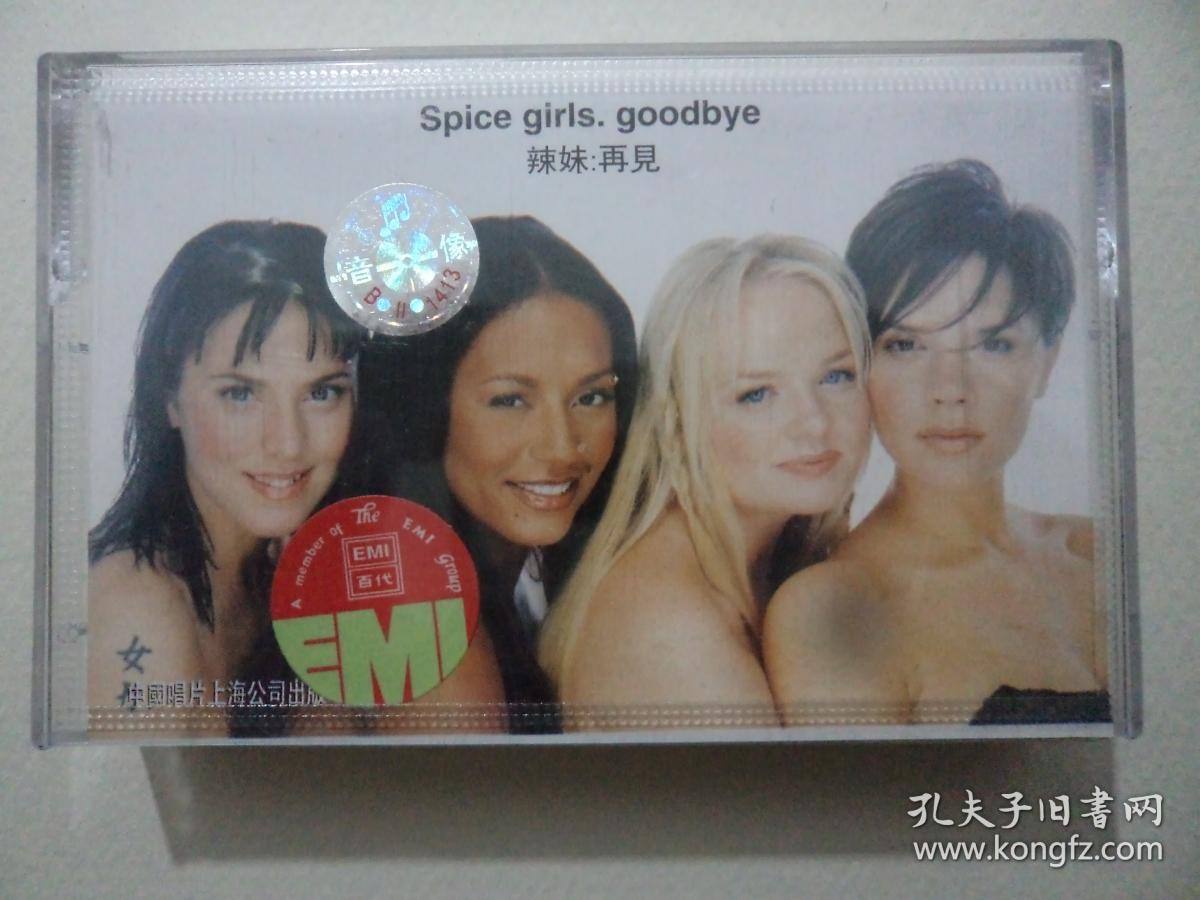 Spice girls. goodbye
辣妹:再見
音像
B•II•1413
A member of The EMI Group
EMI
百代
EMI
女
中國唱片上海公司出版
孔夫子旧书网
www.kongfz.com